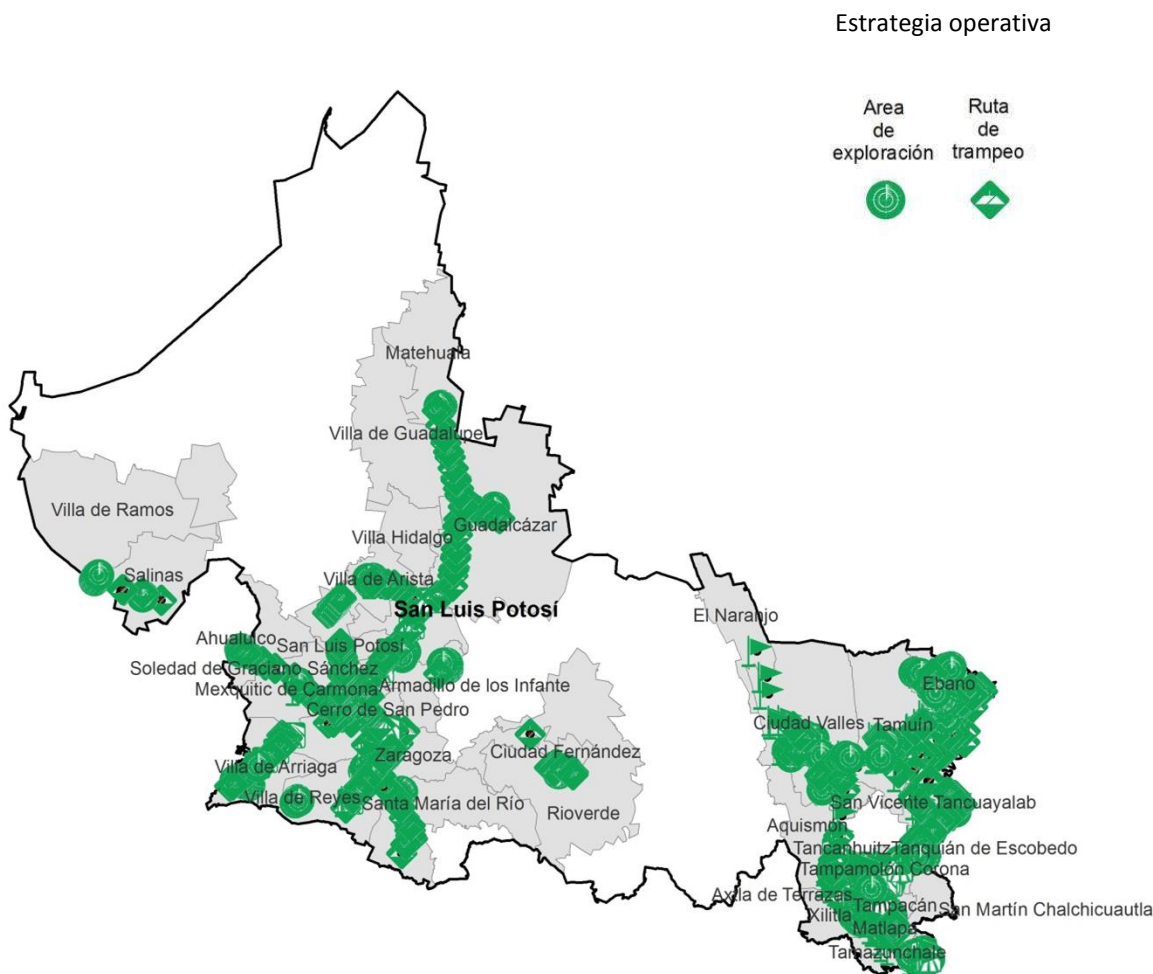 Estrategia operativa
Area
de
exploración
Ruta
de
trampeo
Matehuala
Villa de Guadalupe
Villa de Ramos
Guadalcázar
Villa Hidalgo
Salinas
Villa de Arista
San Luis Potosí
El Naranjo
Ahualulco
San Luis Potosí
Soledad de Graciano Sánchez
Mexquitic de Carmona
Armadillo de los Infante
Cerro de San Pedro
Ebano
Ciudad Valles
Tamuín
Zaragoza
Ciudad Fernández
Villa de Arriaga
Villa de Reyes
Santa María del Río
Rioverde
San Vicente Tancuayalab
Aquismón
Tancanhuitz
Tanquián de Escobedo
Tampamolón Corona
Axtla de Terrazas
Tampacán
San Martín Chalchicuautla
Xilitla
Matlapa
Tamazunchale